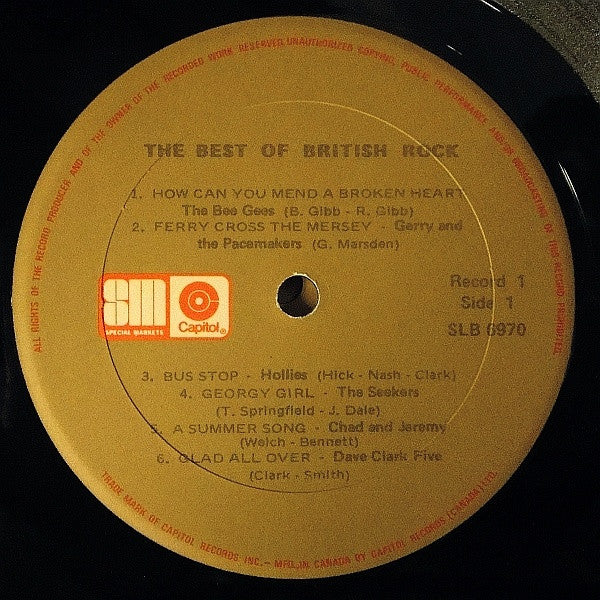 ALL RIGHTS OF THE RECORD PRODUCER AND OF THE OWNER OF THE RECORDED WORK RESERVED. UNAUTHORIZED COPYING, PUBLIC PERFORMANCE AND/OR BROADCASTING OF THIS RECORD PROHIBITED
THE BEST OF BRITISH ROCK
1. HOW CAN YOU MEND A BROKEN HEART
The Bee Gees (B. Gibb - R. Gibb)
2. FERRY CROSS THE MERSEY - Gerry and
the Pacemakers (G. Marsden)
SM
SPECIAL MARKETS
Capitol®
Record 1
Side 1
SLB 6970
3. BUS STOP - Hollies (Hick - Nash - Clark)
4. GEORGY GIRL - The Seekers
(T. Springfield - J. Dale)
5. A SUMMER SONG - Chad and Jeremy
(Welch - Bennett)
6. GLAD ALL OVER - Dave Clark Five
(Clark - Smith)
TRADE MARK OF CAPITOL RECORDS INC. — MFD. IN CANADA BY CAPITOL RECORDS (CANADA) LTD.